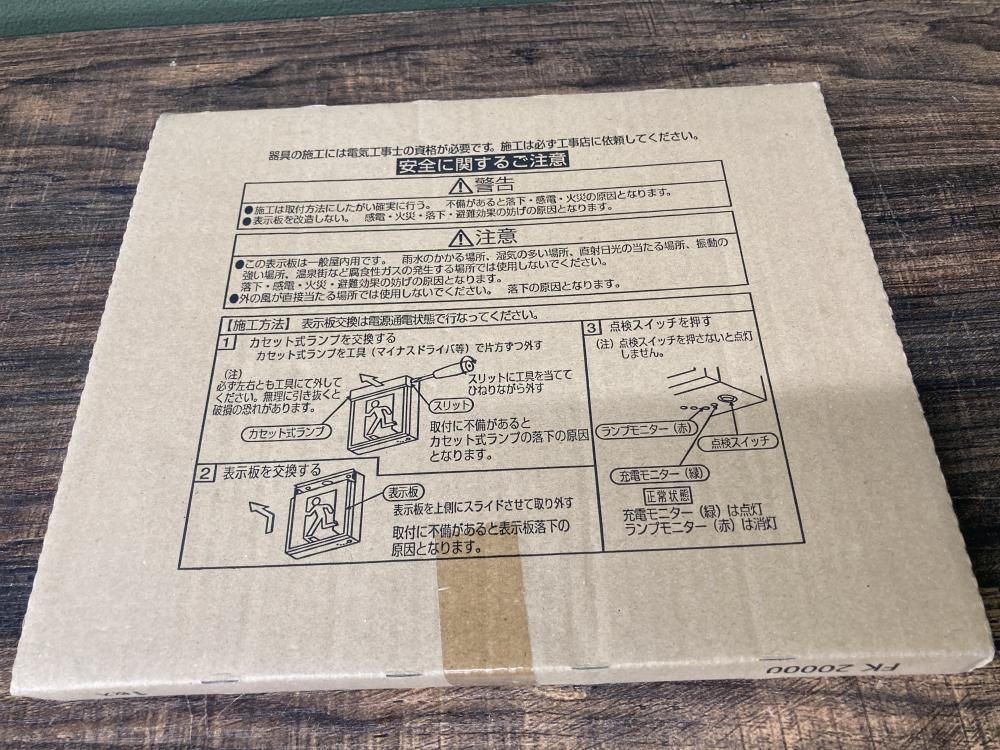 器具の施工には電気工事士の資格が必要です。施工は必ず工事店に依頼してください。
安全に関するご注意
⚠警告
●施工は取付方法にしたがい確実に行う。 不備があると落下・感電・火災の原因となります。
●表示板を改造しない。 感電・火災・落下・避難効果の妨げの原因となります。
⚠注意
●この表示板は一般屋内用です。 雨水のかかる場所、湿気の多い場所、直射日光の当たる場所、振動の
強い場所、温泉街など腐食性ガスの発生する場所では使用しないでください。
落下・感電・火災・避難効果の妨げの原因となります。
●外の風が直接当たる場所では使用しないでください。 落下の原因となります。
【施工方法】 表示板交換は電源通電状態で行なってください。
1 カセット式ランプを交換する
カセット式ランプを工具（マイナスドライバ等）で片方ずつ外す
（注）
必ず左右とも工具にて外して
ください。無理に引き抜くと
破損の恐れがあります。
カセット式ランプ
スリットに工具を当てて
ひねりながら外す
スリット
取付に不備があると
カセット式ランプの落下の原因
となります。
2 表示板を交換する
表示板
表示板を上側にスライドさせて取り外す
取付に不備があると表示板落下の
原因となります。
3 点検スイッチを押す
（注）点検スイッチを押さないと点灯
しません。
ランプモニター（赤）
点検スイッチ
充電モニター（緑）
正常状態
充電モニター（緑）は点灯
ランプモニター（赤）は消灯
FK 20000